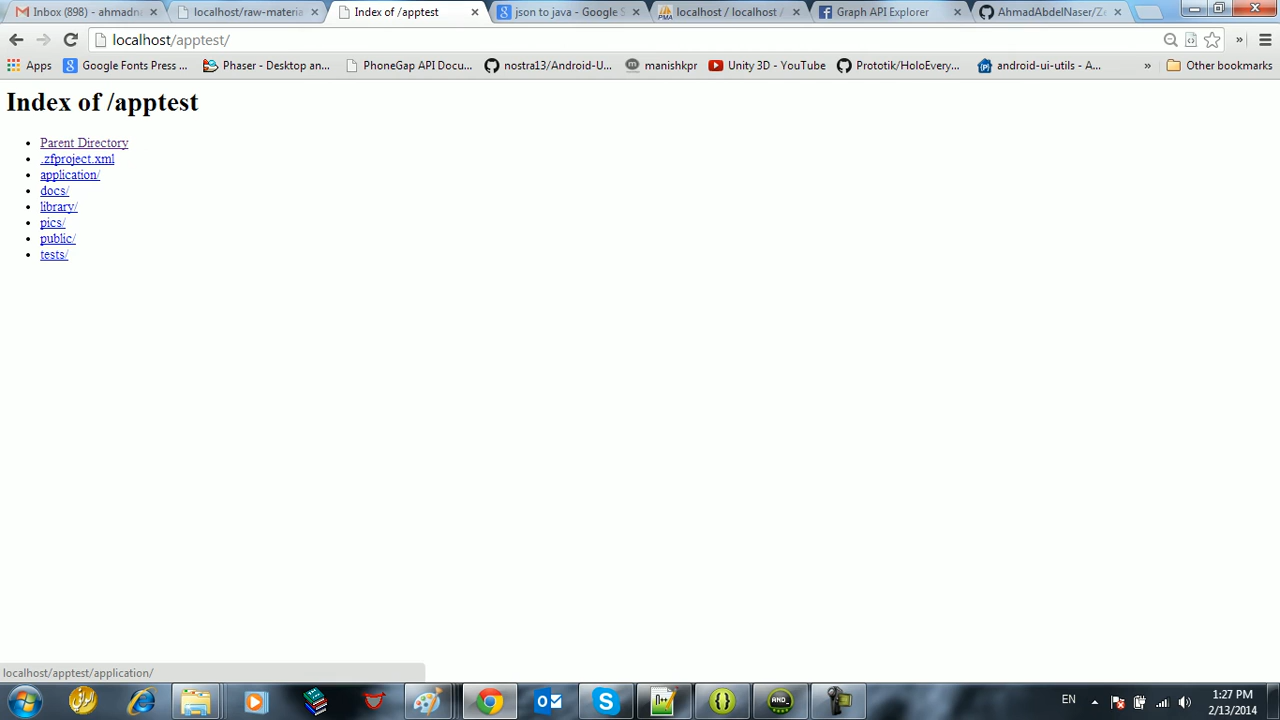 Inbox (898) - ahmadna
localhost/raw-materia
Index of /apptest
json to java - Google S
localhost / localhost /
Graph API Explorer
AhmadAbdelNaser/Ze
localhost/apptest/
Apps
Google Fonts Press ...
Phaser - Desktop an...
PhoneGap API Docu...
nostra13/Android-U...
manishkpr
Unity 3D - YouTube
Prototik/HoloEvery...
android-ui-utils - A...
»
Other bookmarks
Index of /apptest
Parent Directory
.zfproject.xml
application/
docs/
library/
pics/
public/
tests/
localhost/apptest/application/
EN
1:27 PM
2/13/2014